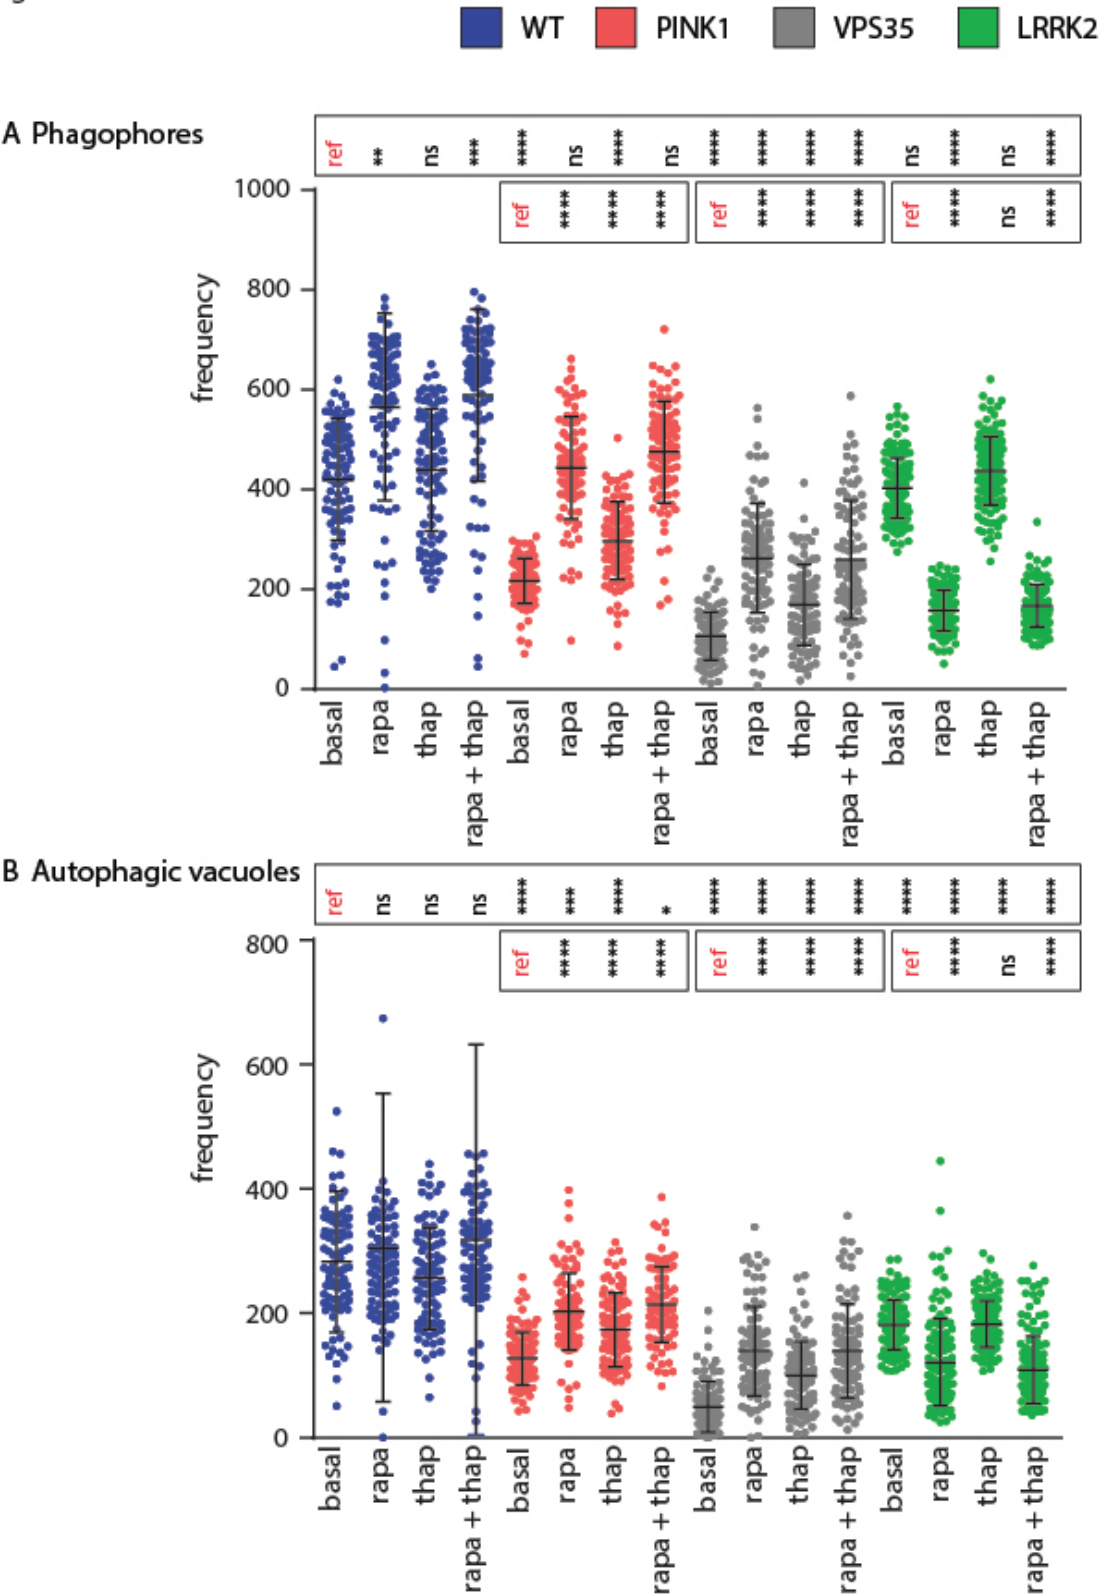 WT PINK1 VPS35 LRRK2
A Phagophores
ref ** ns *** **** ns **** ns **** **** **** **** ns **** ns ****
ref **** **** **** ref **** **** **** ref **** ns ****
frequency
1000
800
600
400
200
0
basal rapa thap rapa + thap basal rapa thap rapa + thap basal rapa thap rapa + thap basal rapa thap rapa + thap
B Autophagic vacuoles
ref ns ns ns **** *** **** * **** **** **** **** **** **** **** ****
ref **** **** **** ref **** **** **** ref **** ns ****
frequency
800
600
400
200
0
basal rapa thap rapa + thap basal rapa thap rapa + thap basal rapa thap rapa + thap basal rapa thap rapa + thap